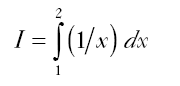 I = ∫₁² (1/x) dx